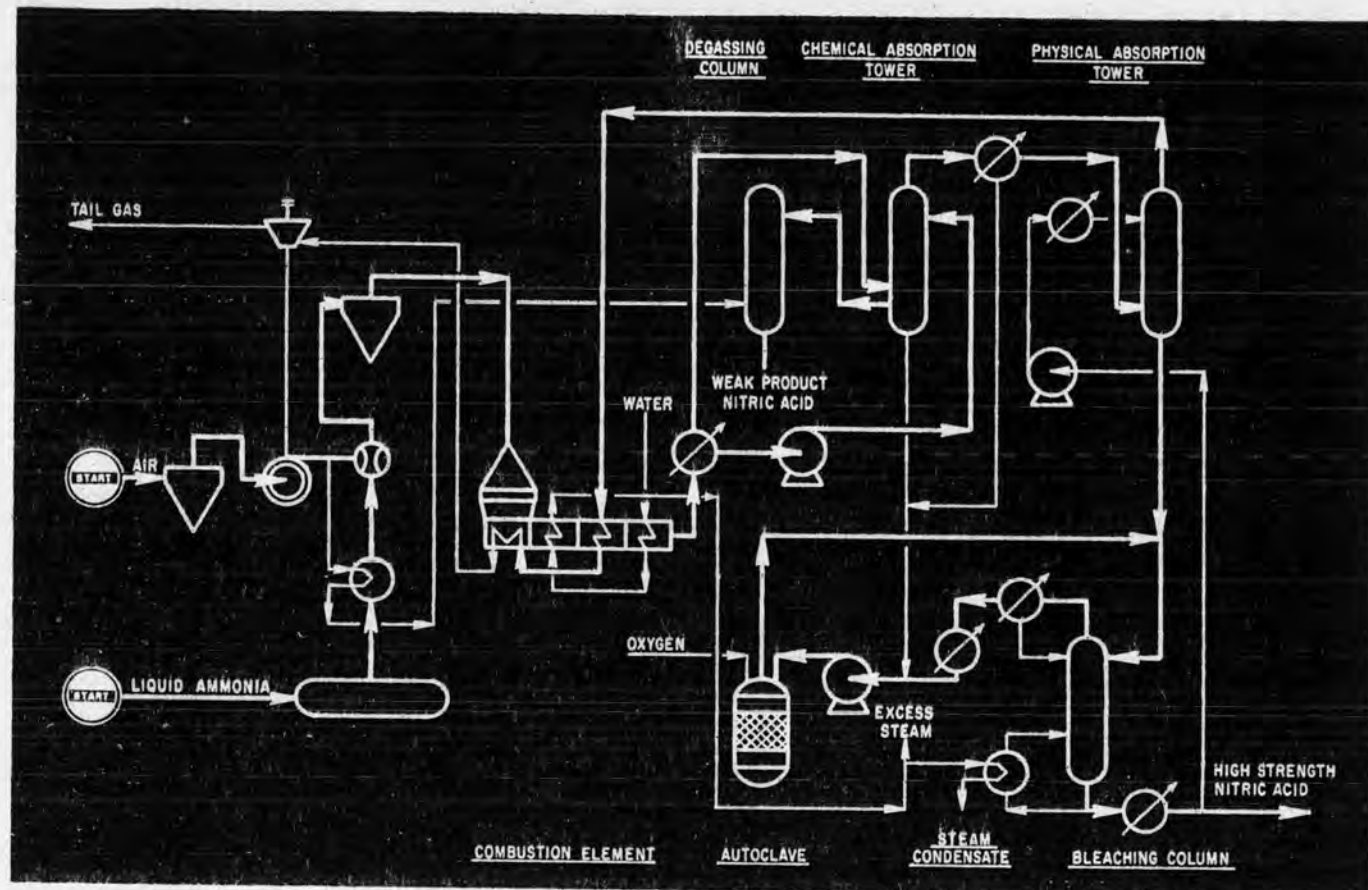 DEGASSING
COLUMN
CHEMICAL ABSORPTION
TOWER
PHYSICAL ABSORPTION
TOWER
TAIL GAS
WEAK PRODUCT
NITRIC ACID
WATER
START
AIR
OXYGEN
START
LIQUID AMMONIA
EXCESS
STEAM
HIGH STRENGTH
NITRIC ACID
COMBUSTION ELEMENT
AUTOCLAVE
STEAM
CONDENSATE
BLEACHING COLUMN